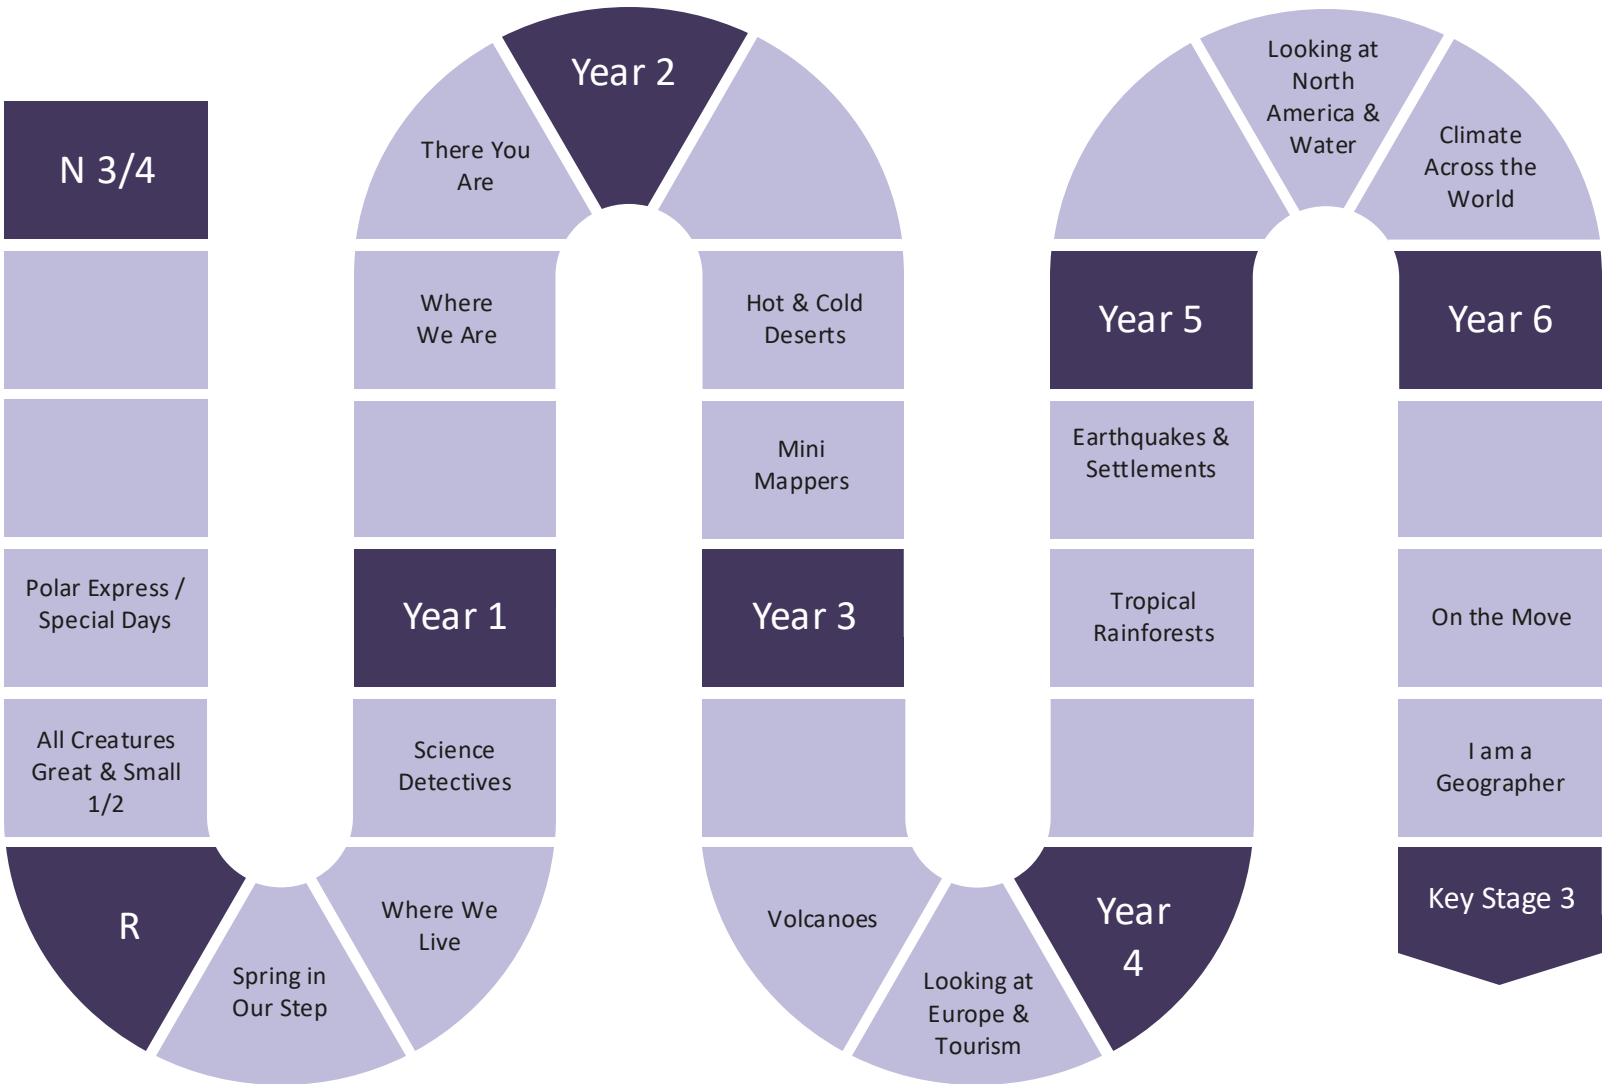 N 3/4
Polar Express /
Special Days
All Creatures
Great & Small
1/2
R
Spring in
Our Step
Where We
Live
Science
Detectives
Year 1
Where
We Are
There You
Are
Year 2
Hot & Cold
Deserts
Mini
Mappers
Year 3
Volcanoes
Looking at
Europe &
Tourism
Year
4
Tropical
Rainforests
Earthquakes &
Settlements
Year 5
Looking at
North
America &
Water
Climate
Across the
World
Year 6
On the Move
I am a
Geographer
Key Stage 3